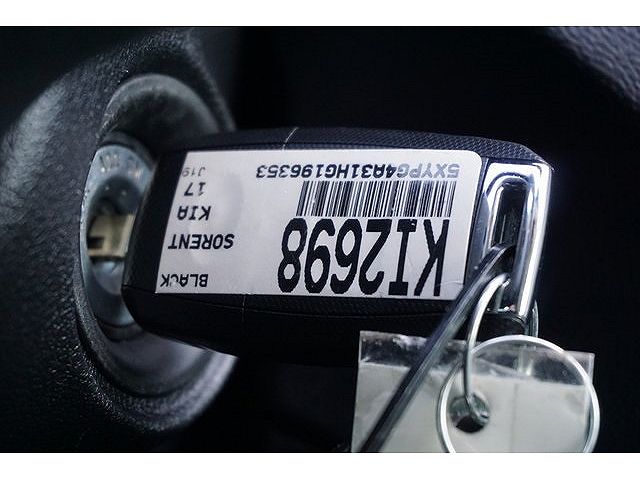 KI2698
5XYPG4A31HG196353
BLACK
SORENT
KIA
17
J19